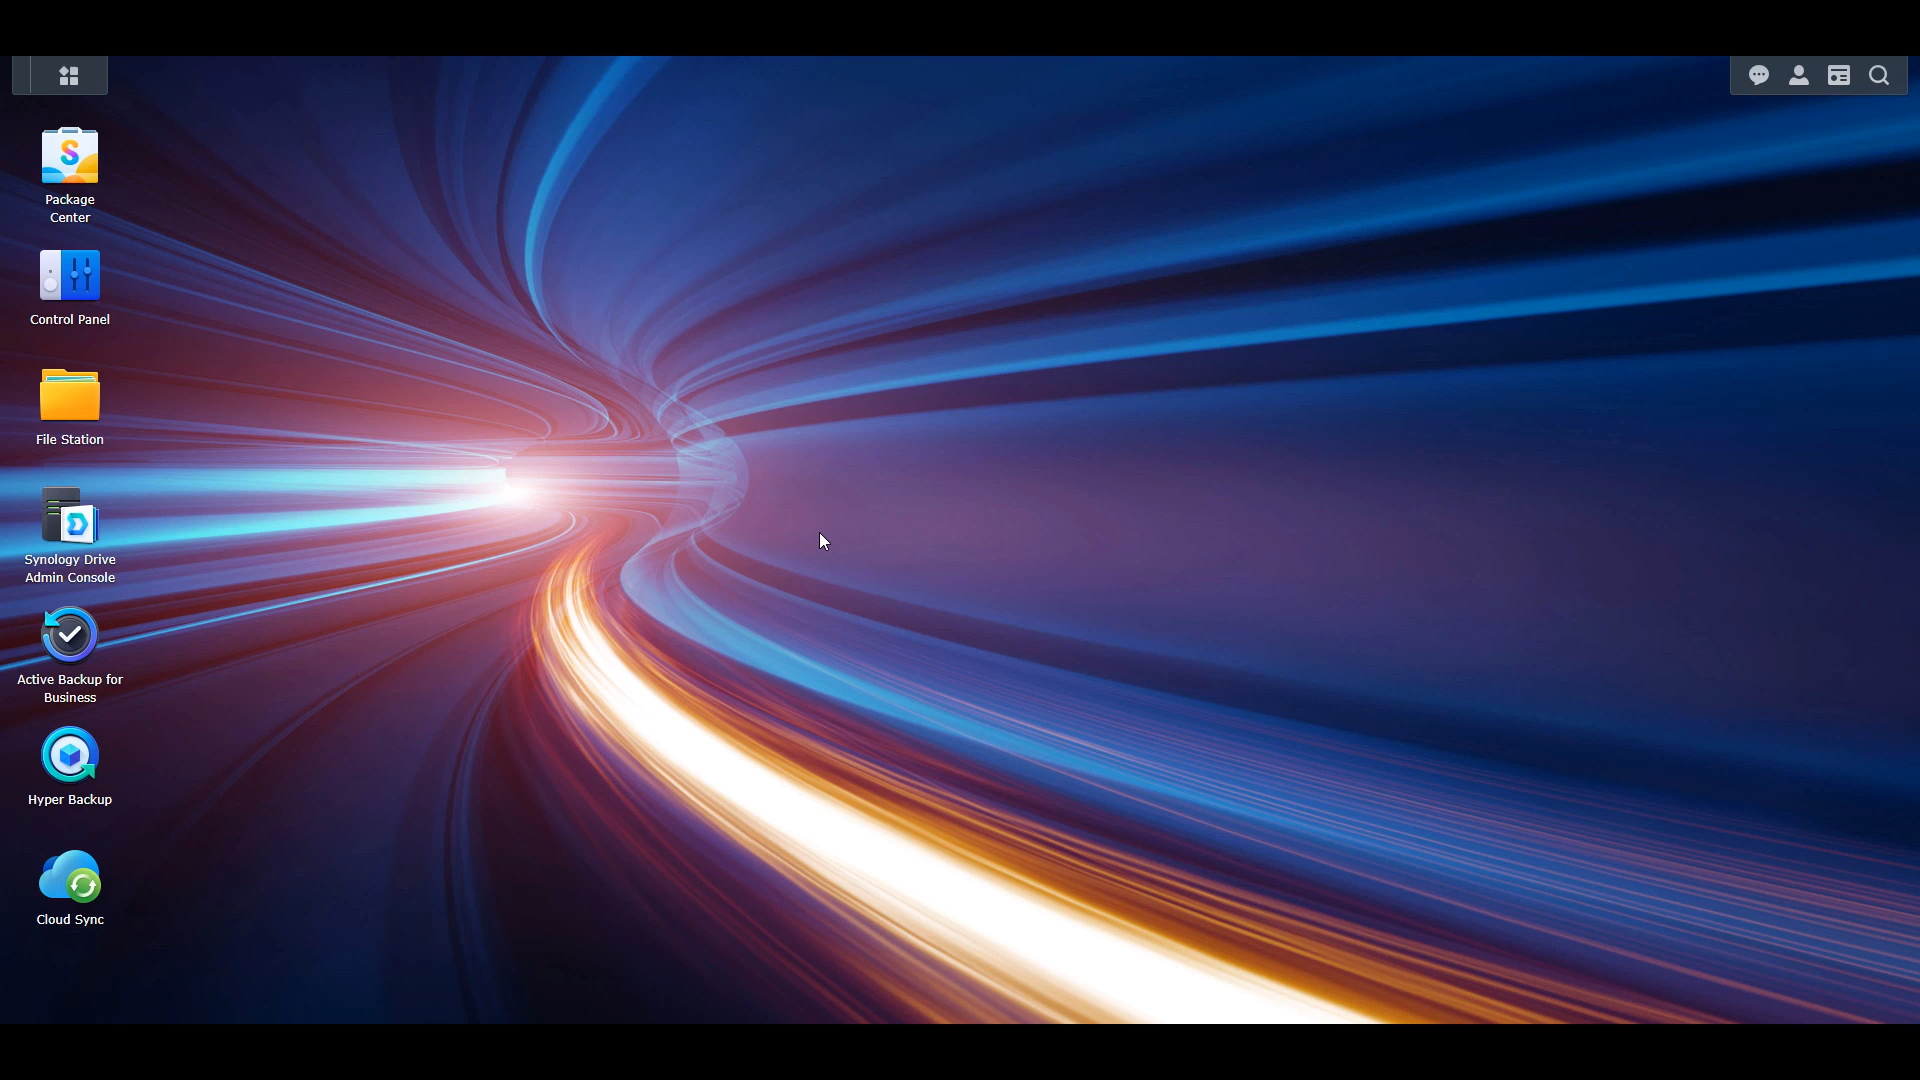 Package
Center
Control Panel
File Station
Synology Drive
Admin Console
Active Backup for
Business
Hyper Backup
Cloud Sync